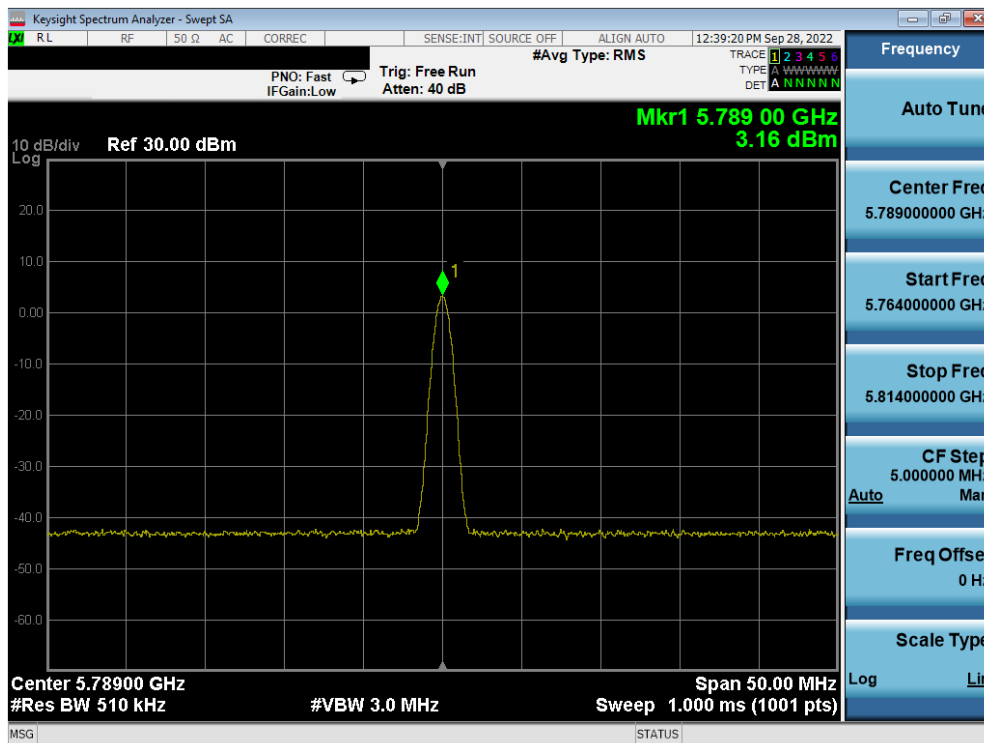 Keysight Spectrum Analyzer - Swept SA
LXI RL RF 50 Ω AC CORREC SENSE:INT SOURCE OFF ALIGN AUTO 12:39:20 PM Sep 28, 2022
#Avg Type: RMS
TRACE 1 2 3 4 5 6
PNO: Fast Trig: Free Run
TYPE A WWWWW
IFGain:Low Atten: 40 dB
DET A N N N N N
Mkr1 5.789 00 GHz
3.16 dBm
10 dB/div Ref 30.00 dBm
Log
20.0
10.0
1
0.00
-10.0
-20.0
-30.0
-40.0
-50.0
-60.0
Center 5.78900 GHz Span 50.00 MHz
#Res BW 510 kHz #VBW 3.0 MHz Sweep 1.000 ms (1001 pts)
MSG STATUS
Frequency
Auto Tune
Center Freq
5.789000000 GHz
Start Freq
5.764000000 GHz
Stop Freq
5.814000000 GHz
CF Step
5.000000 MHz
Auto Man
Freq Offset
0 Hz
Scale Type
Log Lin